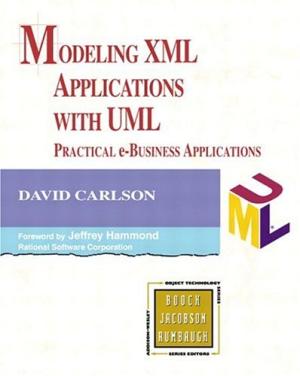 MODELING XML
APPLICATIONS
WITH UML
PRACTICAL e-BUSINESS APPLICATIONS
DAVID CARLSON
Foreword by Jeffrey Hammond
Rational Software Corporation
UML®
OBJECT TECHNOLOGY
ADDISON-WESLEY
BOOCH
JACOBSON
RUMBAUGH
SERIES
SERIES EDITORS